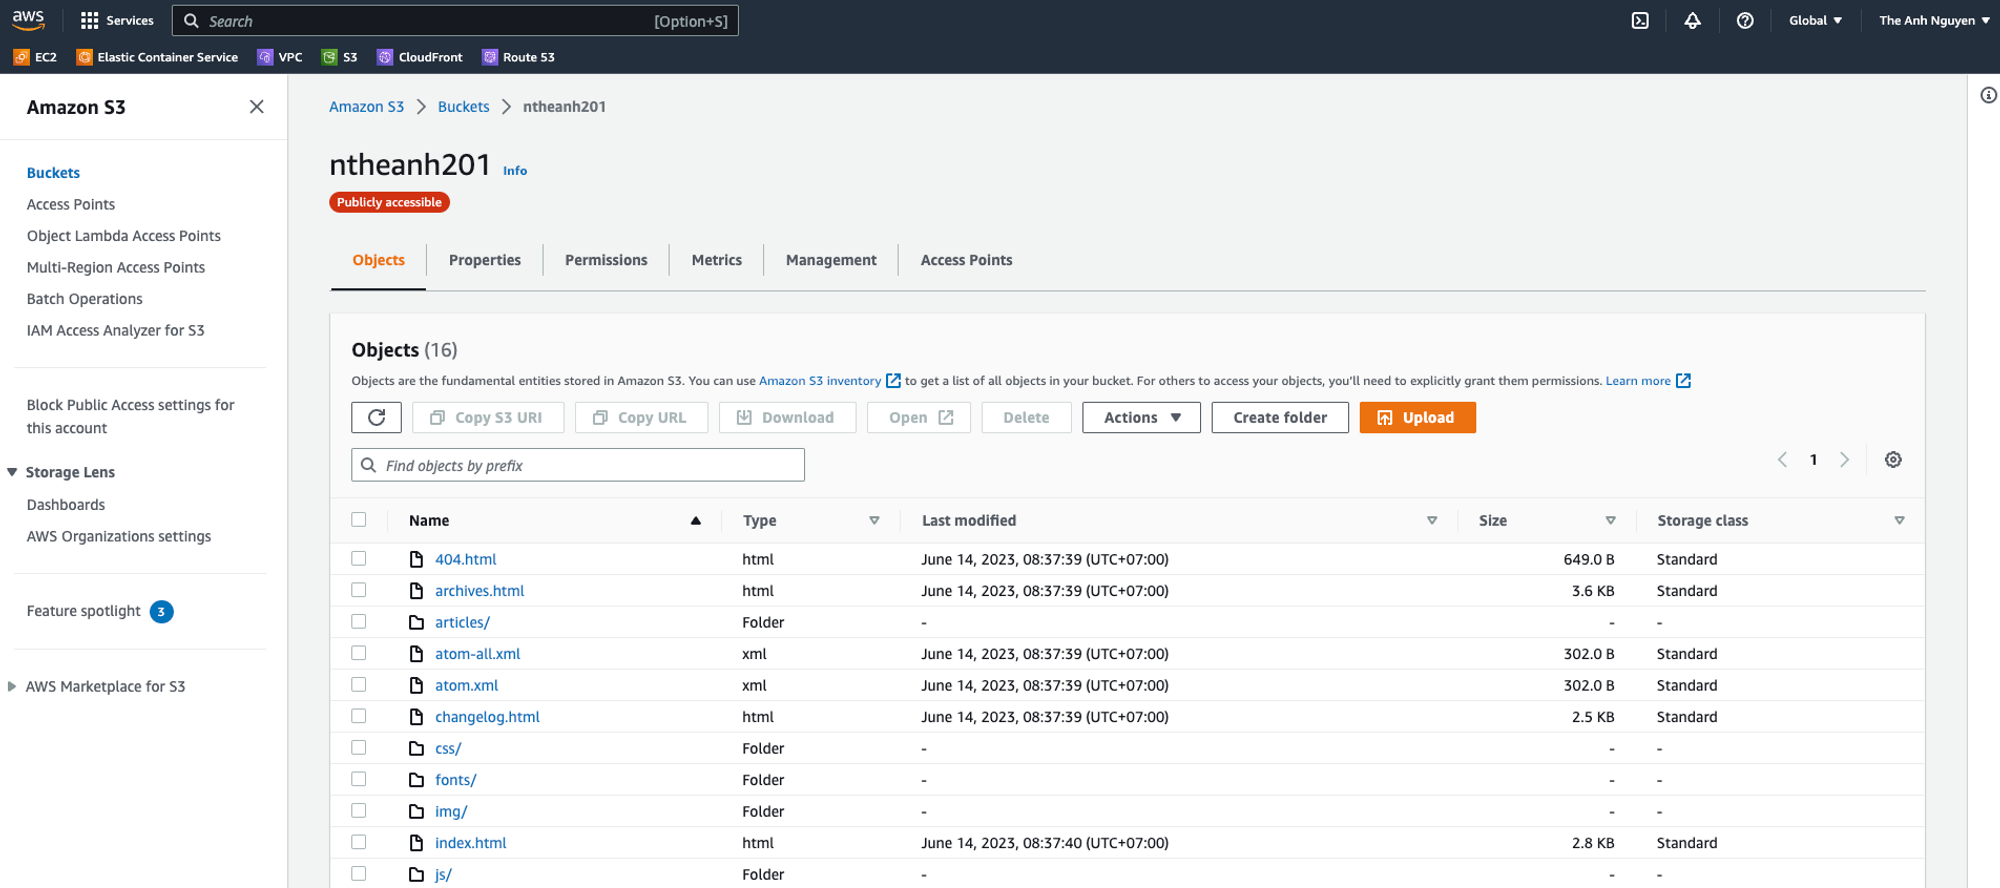 aws
Services
Search
[Option+S]
Global
The Anh Nguyen
EC2
Elastic Container Service
VPC
S3
CloudFront
Route 53
Amazon S3
Buckets
Access Points
Object Lambda Access Points
Multi-Region Access Points
Batch Operations
IAM Access Analyzer for S3
Block Public Access settings for
this account
Storage Lens
Dashboards
AWS Organizations settings
Feature spotlight 3
AWS Marketplace for S3
Amazon S3 > Buckets > ntheanh201
ntheanh201 Info
Publicly accessible
Objects Properties Permissions Metrics Management Access Points
Objects (16)
Objects are the fundamental entities stored in Amazon S3. You can use Amazon S3 inventory to get a list of all objects in your bucket. For others to access your objects, you'll need to explicitly grant them permissions. Learn more
Copy S3 URI Copy URL Download Open Delete Actions Create folder Upload
Find objects by prefix
1
Name Type Last modified Size Storage class
404.html html June 14, 2023, 08:37:39 (UTC+07:00) 649.0 B Standard
archives.html html June 14, 2023, 08:37:39 (UTC+07:00) 3.6 KB Standard
articles/ Folder - - -
atom-all.xml xml June 14, 2023, 08:37:39 (UTC+07:00) 302.0 B Standard
atom.xml xml June 14, 2023, 08:37:39 (UTC+07:00) 302.0 B Standard
changelog.html html June 14, 2023, 08:37:39 (UTC+07:00) 2.5 KB Standard
css/ Folder - - -
fonts/ Folder - - -
img/ Folder - - -
index.html html June 14, 2023, 08:37:40 (UTC+07:00) 2.8 KB Standard
js/ Folder - - -